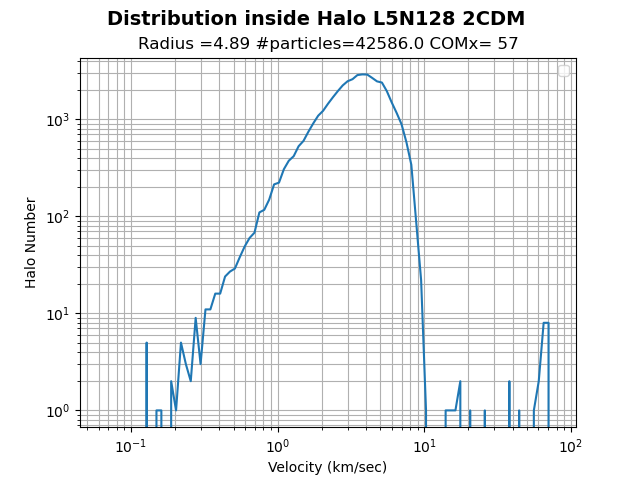 Distribution inside Halo L5N128 2CDM
Radius =4.89 #particles=42586.0 COMx= 57
Halo Number
10³
10²
10¹
10⁰
10⁻¹ 10⁰ 10¹ 10²
Velocity (km/sec)